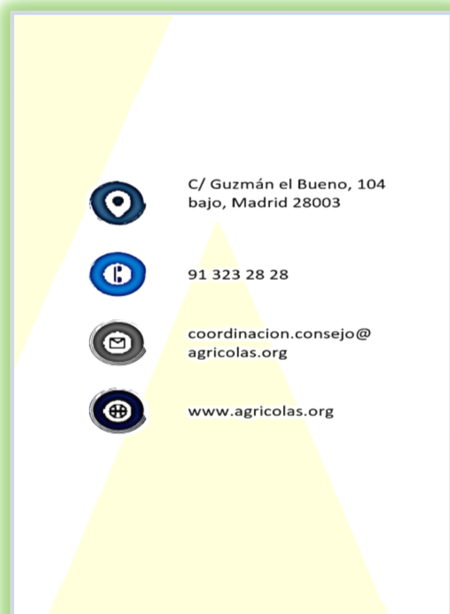 C/ Guzmán el Bueno, 104
bajo, Madrid 28003
91 323 28 28
coordinacion.consejo@
agricolas.org
www.agricolas.org